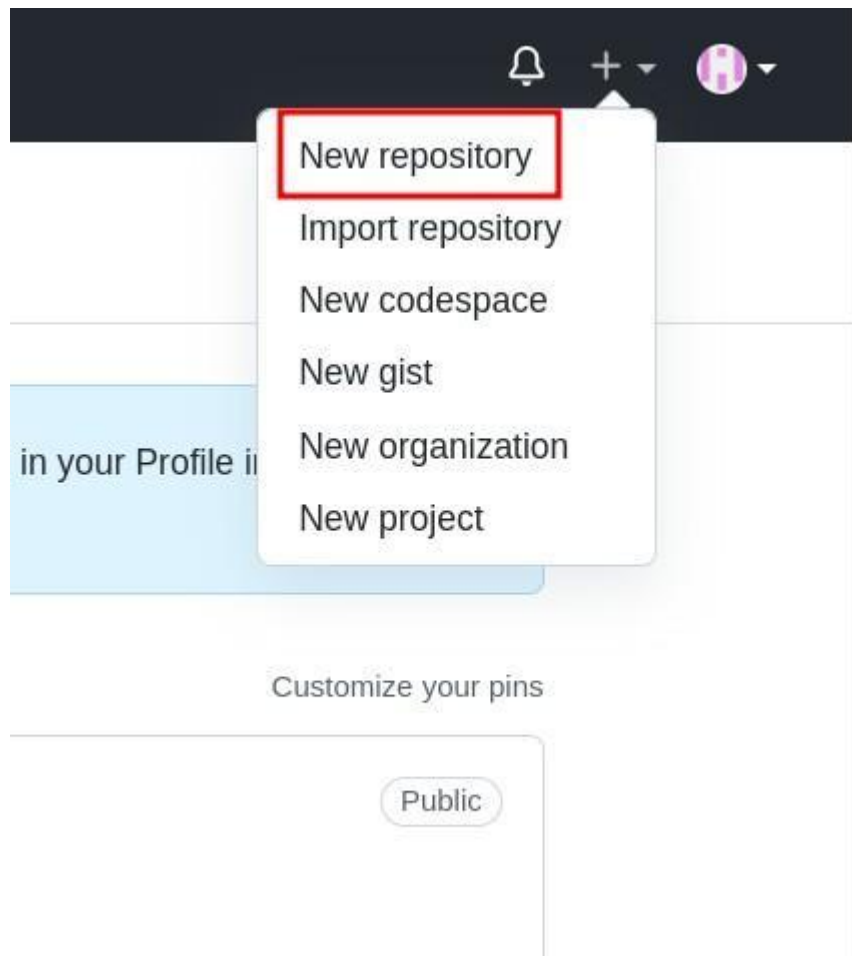 New repository
Import repository
New codespace
New gist
New organization
in your Profile
New project
Customize your pins
Public